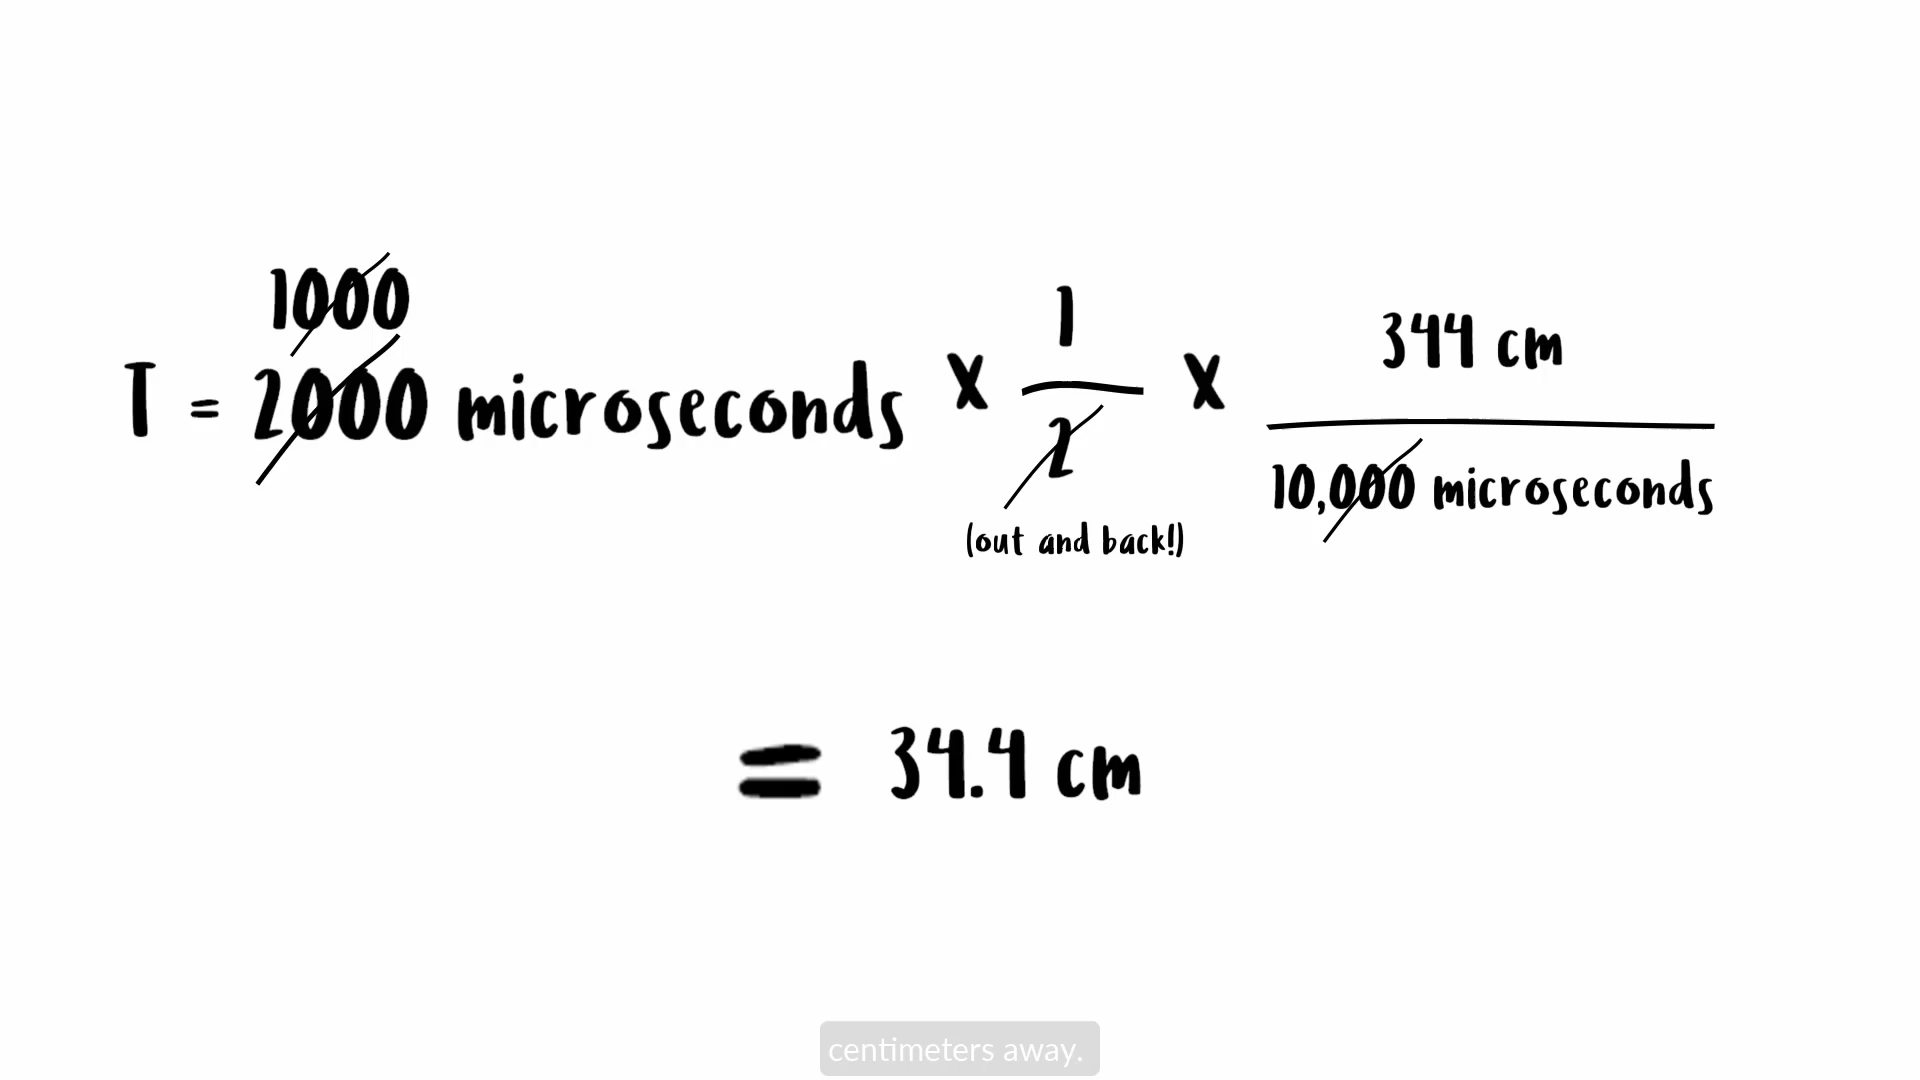 1000
T = 2000 microseconds x 1/2 x 344 cm / 10,000 microseconds
(out and back!)
= 34.4 cm
centimeters away.